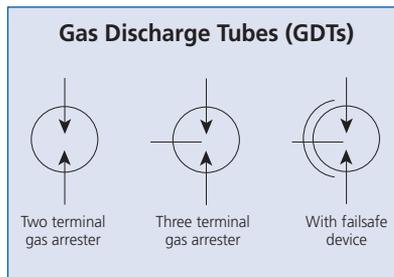 Gas Discharge Tubes (GDTs)
Two terminal
gas arrester
Three terminal
gas arrester
With failsafe
device